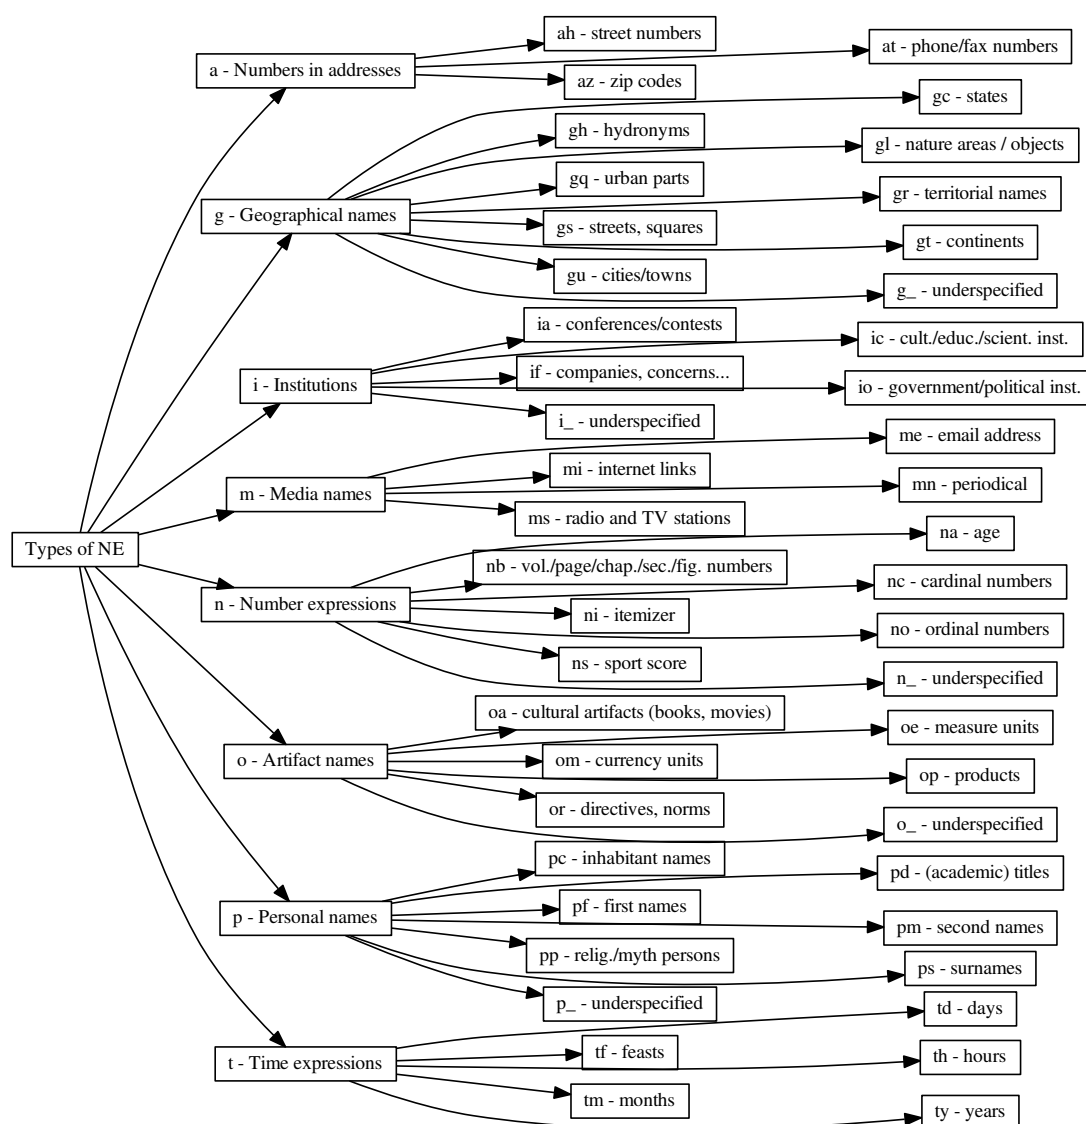 Types of NE
a - Numbers in addresses
ah - street numbers
at - phone/fax numbers
az - zip codes
g - Geographical names
gc - states
gh - hydronyms
gl - nature areas / objects
gq - urban parts
gr - territorial names
gs - streets, squares
gt - continents
gu - cities/towns
g_ - underspecified
i - Institutions
ia - conferences/contests
ic - cult./educ./scient. inst.
if - companies, concerns...
io - government/political inst.
i_ - underspecified
m - Media names
me - email address
mi - internet links
mn - periodical
ms - radio and TV stations
n - Number expressions
na - age
nb - vol./page/chap./sec./fig. numbers
nc - cardinal numbers
ni - itemizer
no - ordinal numbers
ns - sport score
n_ - underspecified
o - Artifact names
oa - cultural artifacts (books, movies)
oe - measure units
om - currency units
op - products
or - directives, norms
o_ - underspecified
p - Personal names
pc - inhabitant names
pd - (academic) titles
pf - first names
pm - second names
pp - relig./myth persons
ps - surnames
p_ - underspecified
t - Time expressions
td - days
tf - feasts
th - hours
tm - months
ty - years